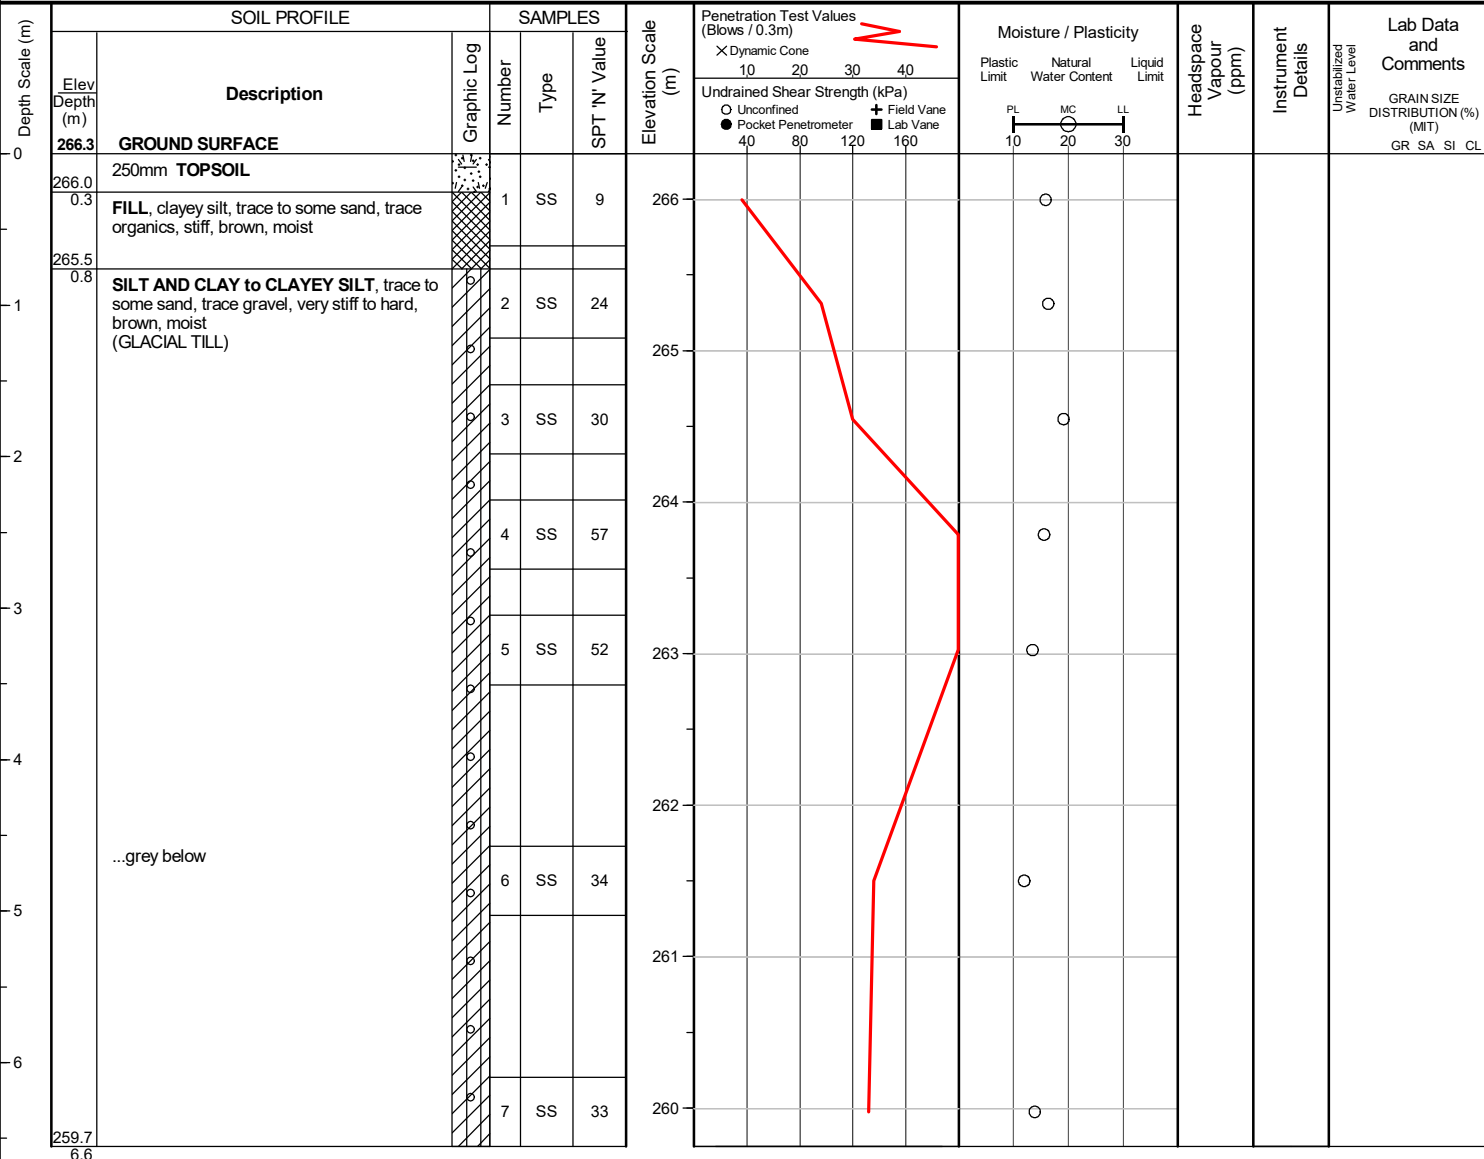 Depth Scale (m)
SOIL PROFILE
Elev
Depth
(m)
266.3
Description
GROUND SURFACE
Graphic Log
SAMPLES
Number
Type
SPT 'N' Value
Elevation Scale
(m)
Penetration Test Values
(Blows / 0.3m)
Dynamic Cone
10 20 30 40
Undrained Shear Strength (kPa)
Unconfined
Field Vane
Pocket Penetrometer
Lab Vane
40 80 120 160
Moisture / Plasticity
Plastic
Limit
Natural
Water Content
Liquid
Limit
PL MC LL
10 20 30
Headspace
Vapour
(ppm)
Instrument
Details
Unstabilized
Water Level
Lab Data
and
Comments
GRAIN SIZE
DISTRIBUTION (%)
(MIT)
GR SA SI CL
0
250mm TOPSOIL
266.0
0.3
FILL, clayey silt, trace to some sand, trace
organics, stiff, brown, moist
1 SS 9
266
265.5
0.8
SILT AND CLAY to CLAYEY SILT, trace to
some sand, trace gravel, very stiff to hard,
brown, moist
(GLACIAL TILL)
1
2 SS 24
265
3 SS 30
2
264
4 SS 57
3
5 SS 52
263
4
262
...grey below
6 SS 34
5
261
6
7 SS 33
260
259.7
6.6